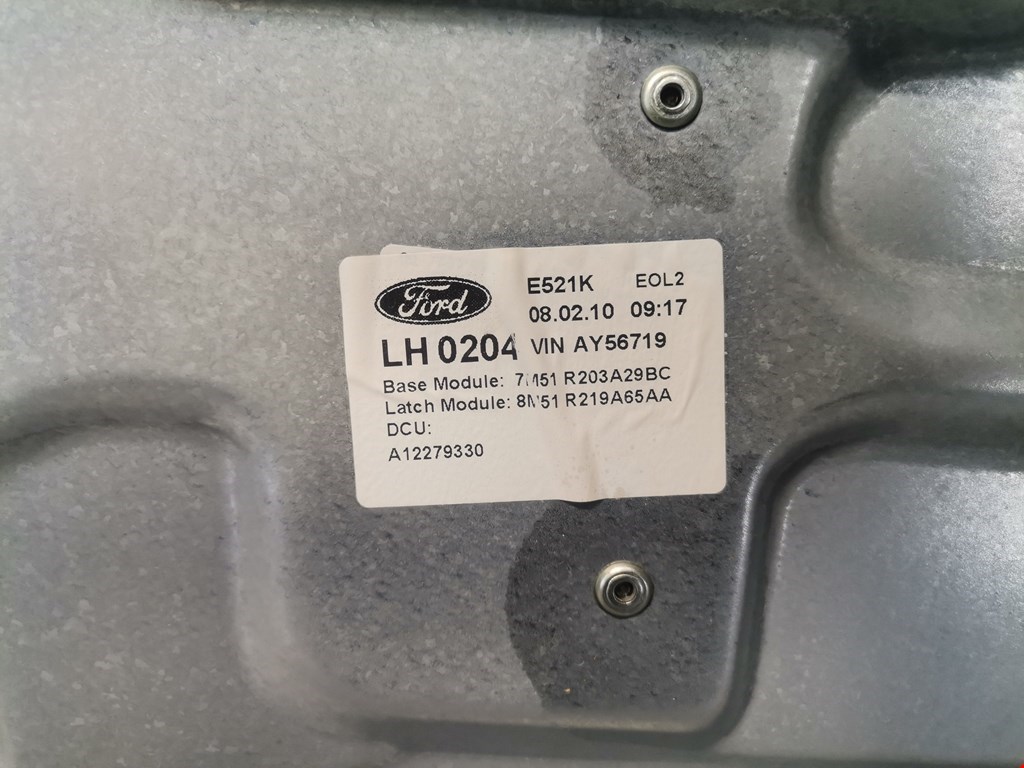 Ford
E521K EOL2
08.02.10 09:17
LH 0204 VIN AY56719
Base Module: 7M51 R203A29BC
Latch Module: 8M51 R219A65AA
DCU:
A12279330